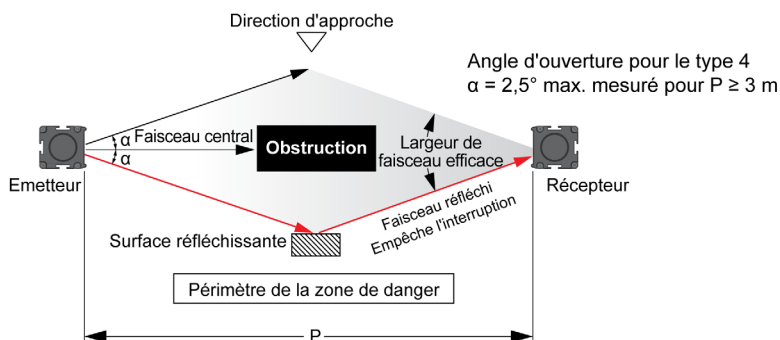 Direction d'approche
Angle d'ouverture pour le type 4
α = 2,5° max. mesuré pour P ≥ 3 m
α
Faisceau central
α
Obstruction
Largeur de
faisceau efficace
Emetteur
Récepteur
Faisceau réfléchi
Empêche l'interruption
Surface réfléchissante
Périmètre de la zone de danger
P